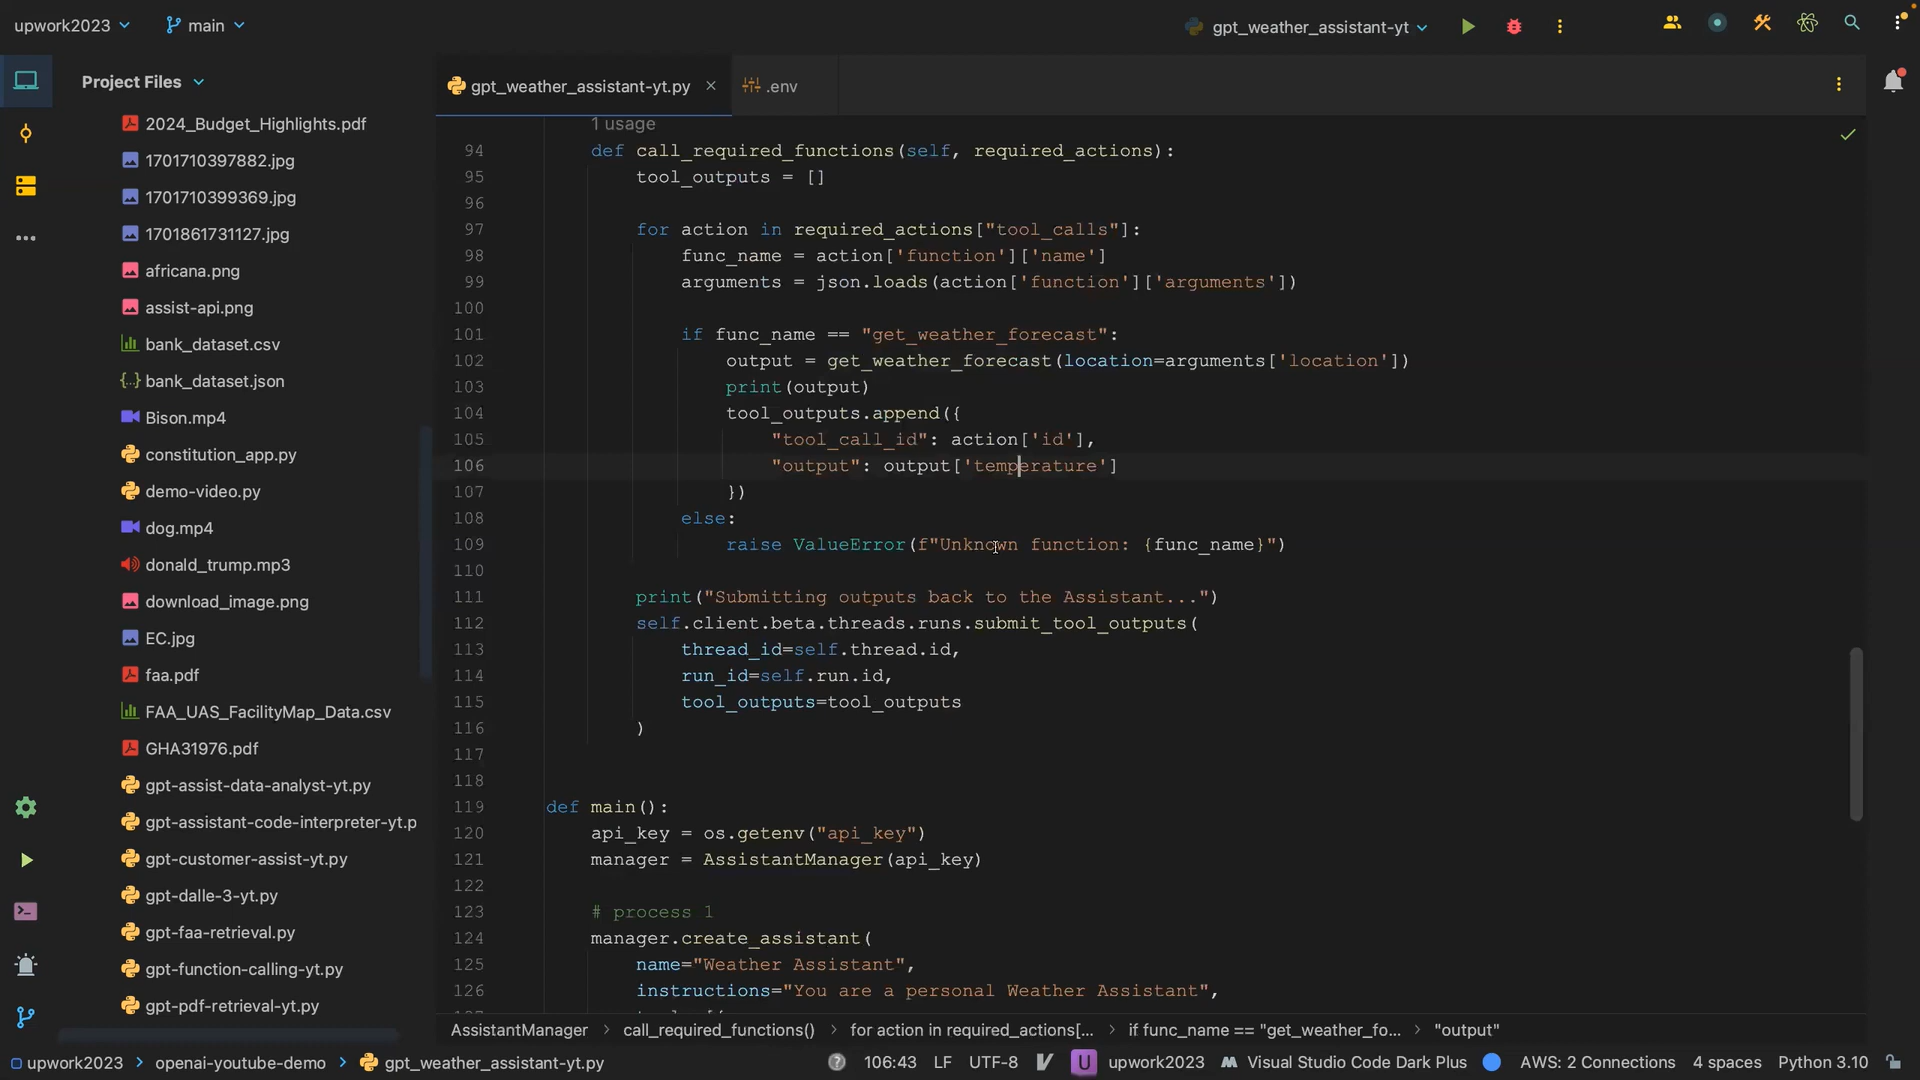 upwork2023
main
gpt_weather_assistant-yt
Project Files
2024_Budget_Highlights.pdf
1701710397882.jpg
1701710399369.jpg
1701861731127.jpg
africana.png
assist-api.png
bank_dataset.csv
bank_dataset.json
Bison.mp4
constitution_app.py
demo-video.py
dog.mp4
donald_trump.mp3
download_image.png
EC.jpg
faa.pdf
FAA_UAS_FacilityMap_Data.csv
GHA31976.pdf
gpt-assist-data-analyst-yt.py
gpt-assistant-code-interpreter-yt.p
gpt-customer-assist-yt.py
gpt-dalle-3-yt.py
gpt-faa-retrieval.py
gpt-function-calling-yt.py
gpt-pdf-retrieval-yt.py
gpt_weather_assistant-yt.py
.env
1 usage
94 def call_required_functions(self, required_actions):
95 tool_outputs = []
96
97 for action in required_actions["tool_calls"]:
98 func_name = action['function']['name']
99 arguments = json.loads(action['function']['arguments'])
100
101 if func_name == "get_weather_forecast":
102 output = get_weather_forecast(location=arguments['location'])
103 print(output)
104 tool_outputs.append({
105 "tool_call_id": action['id'],
106 "output": output['temperature']
107 })
108 else:
109 raise ValueError(f"Unknown function: {func_name}")
110
111 print("Submitting outputs back to the Assistant...")
112 self.client.beta.threads.runs.submit_tool_outputs(
113 thread_id=self.thread.id,
114 run_id=self.run.id,
115 tool_outputs=tool_outputs
116 )
117
118
119 def main():
120 api_key = os.getenv("api_key")
121 manager = AssistantManager(api_key)
122
123 # process 1
124 manager.create_assistant(
125 name="Weather Assistant",
126 instructions="You are a personal Weather Assistant",
AssistantManager > call_required_functions() > for action in required_actions[... > if func_name == "get_weather_fo... > "output"
upwork2023 > openai-youtube-demo > gpt_weather_assistant-yt.py
106:43 LF UTF-8 U upwork2023 Visual Studio Code Dark Plus AWS: 2 Connections 4 spaces Python 3.10